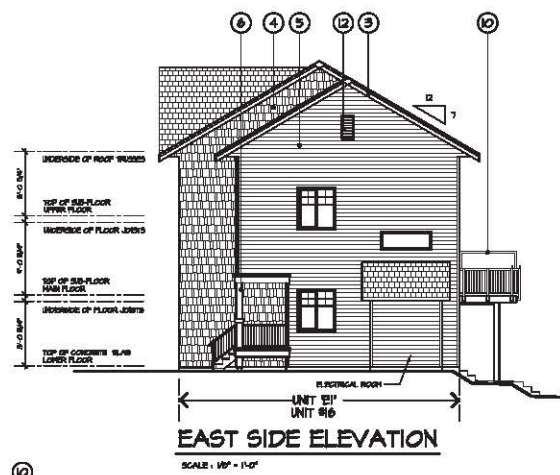 6 4 5 12 3 10
12
7
UNDERSIDE OF ROOF TRUSSES
TOP OF SUB-FLOOR
UPPER FLOOR
UNDERSIDE OF FLOOR JOISTS
TOP OF SUB-FLOOR
MAIN FLOOR
UNDERSIDE OF FLOOR JOISTS
TOP OF CONCRETE SLAB
LOWER FLOOR
ELECTRICAL ROOM
UNIT 'E1'
UNIT #16
EAST SIDE ELEVATION
SCALE : 1/8" = 1'-0"